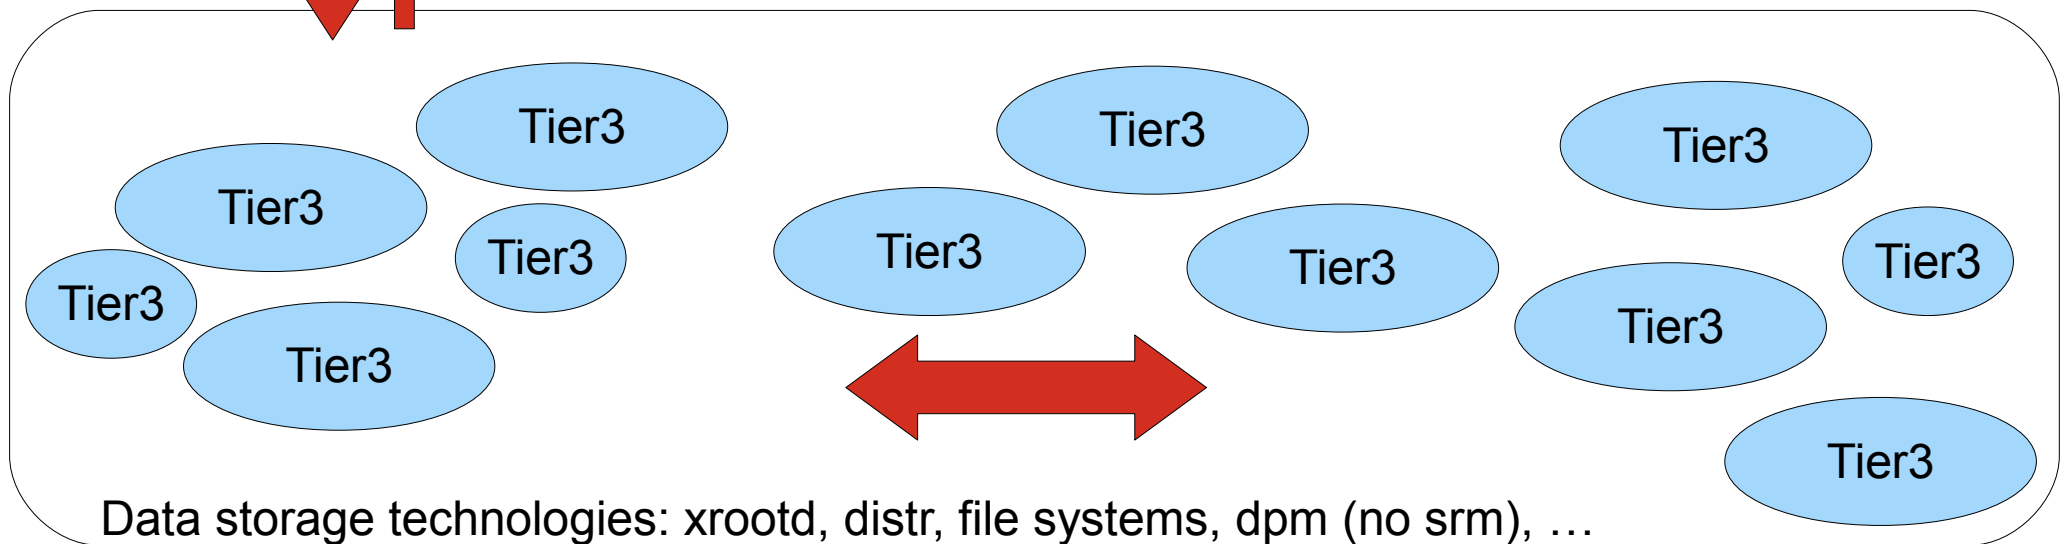 Tier3
Tier3
Tier3
Tier3
Tier3
Tier3
Tier3
Tier3
Tier3
Tier3
Tier3
Tier3
Data storage technologies: xrootd, distr, file systems, dpm (no srm), …